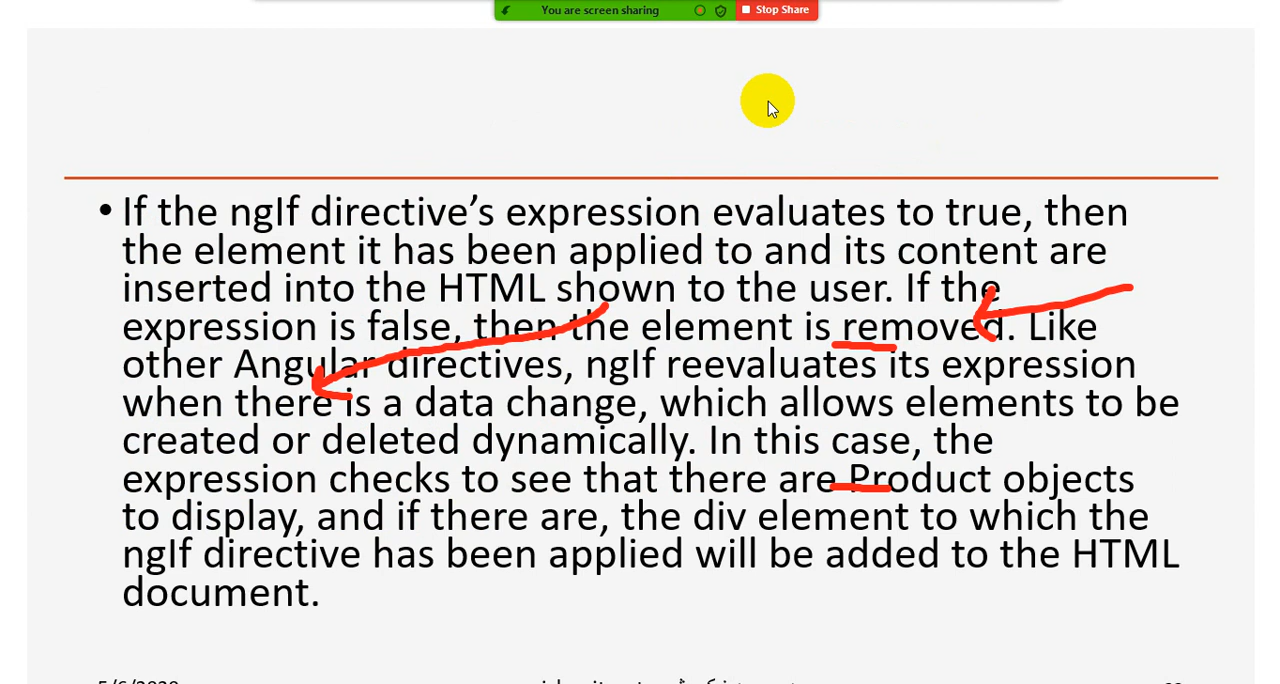 You are screen sharing Stop Share
• If the ngIf directive’s expression evaluates to true, then
the element it has been applied to and its content are
inserted into the HTML shown to the user. If the
expression is false, then the element is removed. Like
other Angular directives, ngIf reevaluates its expression
when there is a data change, which allows elements to be
created or deleted dynamically. In this case, the
expression checks to see that there are Product objects
to display, and if there are, the div element to which the
ngIf directive has been applied will be added to the HTML
document.
5/6/2020